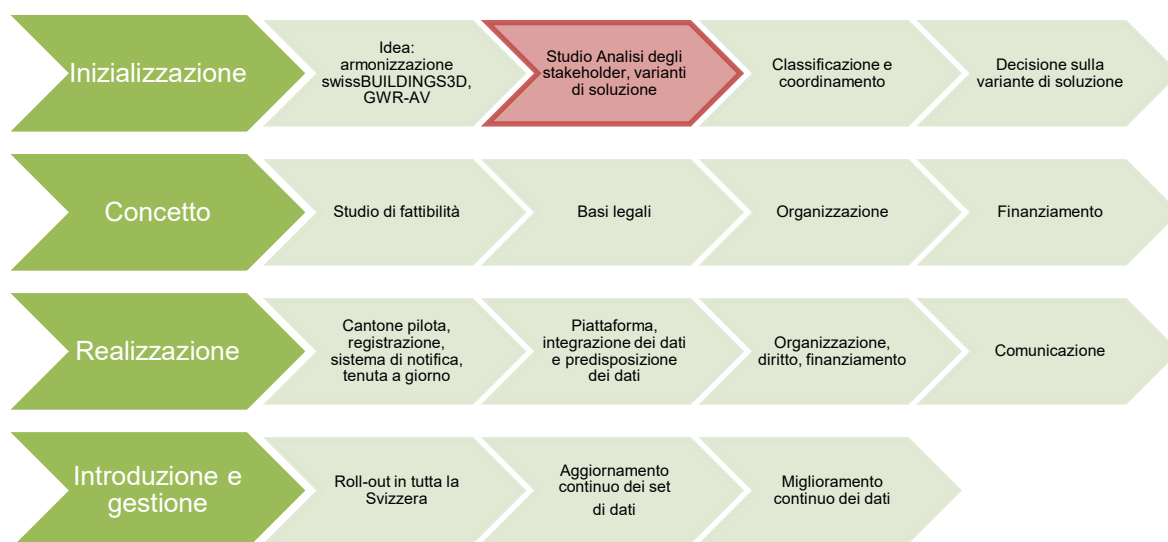 Inizializzazione
Idea:
armonizzazione
swissBUILDINGS3D,
GWR-AV
Studio Analisi degli
stakeholder, varianti
di soluzione
Classificazione e
coordinamento
Decisione sulla
variante di soluzione
Concetto
Studio di fattibilità
Basi legali
Organizzazione
Finanziamento
Realizzazione
Cantone pilota,
registrazione,
sistema di notifica,
tenuta a giorno
Piattaforma,
integrazione dei dati
e predisposizione
dei dati
Organizzazione,
diritto, finanziamento
Comunicazione
Introduzione e
gestione
Roll-out in tutta la
Svizzera
Aggiornamento
continuo dei set
di dati
Miglioramento
continuo dei dati